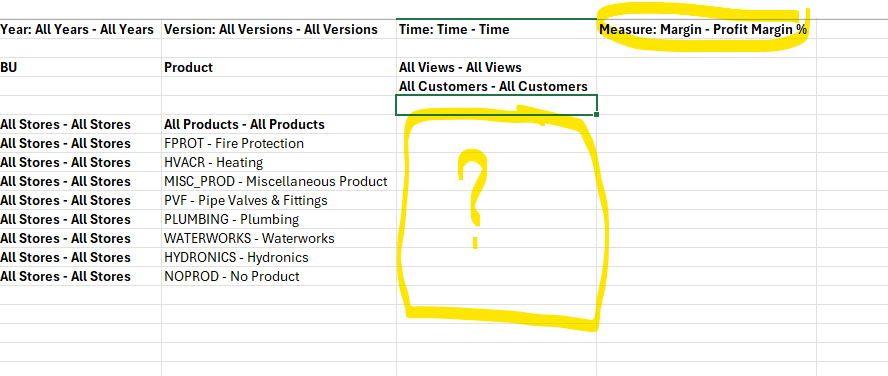 Year: All Years - All Years Version: All Versions - All Versions Time: Time - Time Measure: Margin - Profit Margin %
BU Product All Views - All Views
All Customers - All Customers
All Stores - All Stores All Products - All Products
All Stores - All Stores FPROT - Fire Protection
All Stores - All Stores HVACR - Heating
All Stores - All Stores MISC_PROD - Miscellaneous Product
All Stores - All Stores PVF - Pipe Valves & Fittings
All Stores - All Stores PLUMBING - Plumbing
All Stores - All Stores WATERWORKS - Waterworks
All Stores - All Stores HYDRONICS - Hydronics
All Stores - All Stores NOPROD - No Product
?